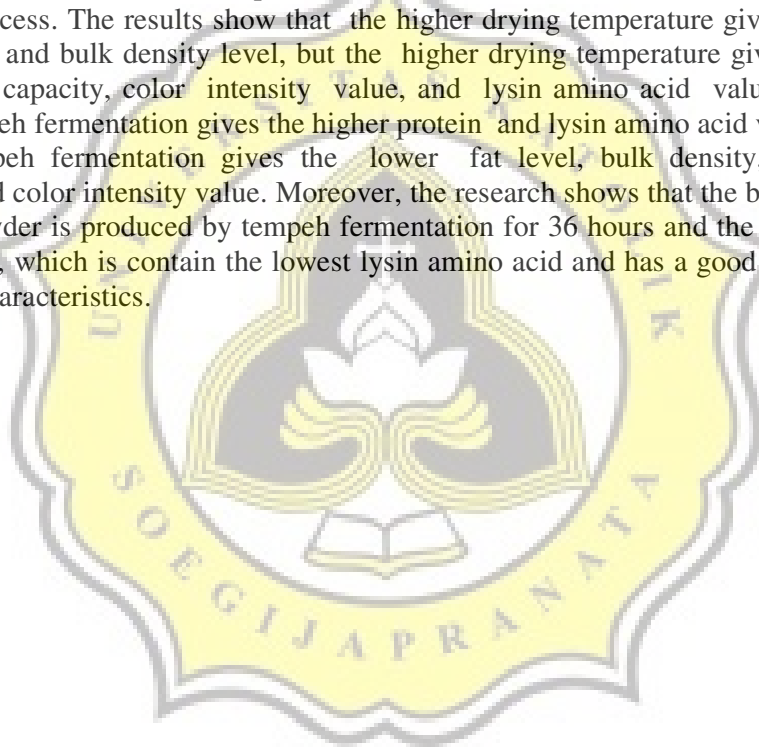 cess. The results show that the higher drying temperature giv
and bulk density level, but the higher drying temperature giv
capacity, color intensity value, and lysin amino acid valu
eh fermentation gives the higher protein and lysin amino acid v
peh fermentation gives the lower fat level, bulk density,
d color intensity value. Moreover, the research shows that the b
der is produced by tempeh fermentation for 36 hours and the
, which is contain the lowest lysin amino acid and has a good
aracteristics.
UNIVERSITAS KATOLIK
SOEGIJAPRANATA